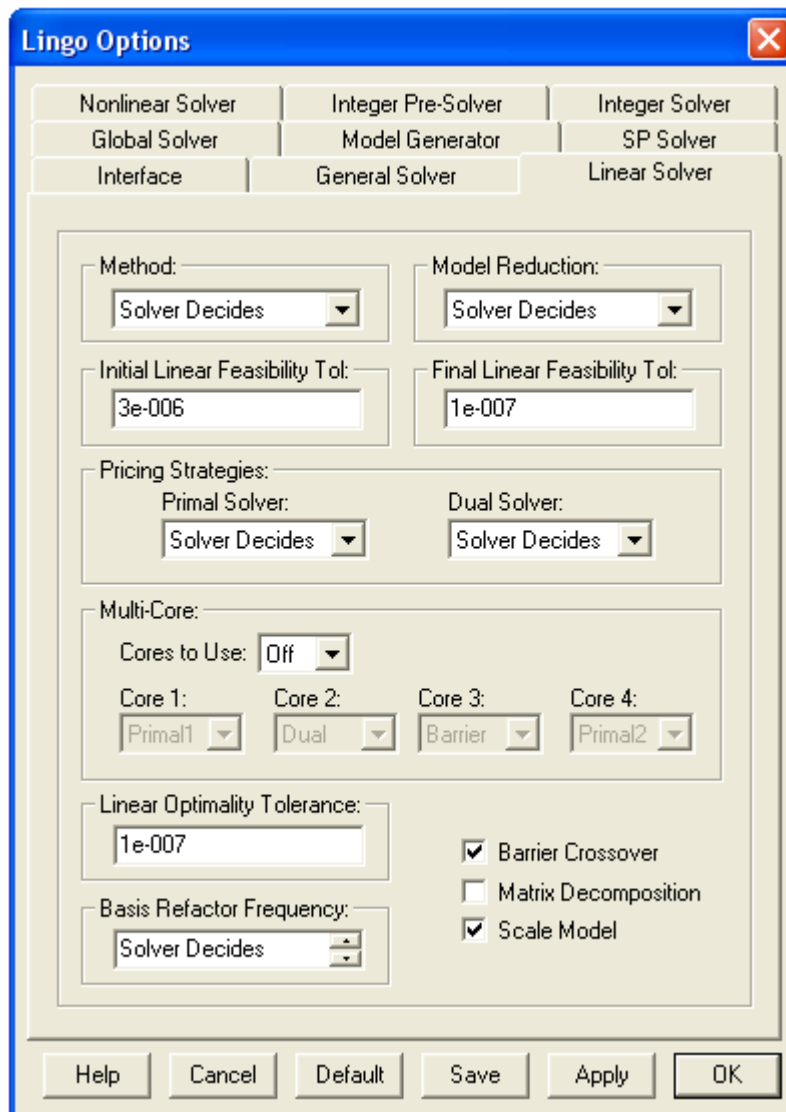 Lingo Options
Nonlinear Solver Integer Pre-Solver Integer Solver
Global Solver Model Generator SP Solver
Interface General Solver Linear Solver
Method: Model Reduction:
Solver Decides Solver Decides
Initial Linear Feasibility Tol: Final Linear Feasibility Tol:
3e-006 1e-007
Pricing Strategies:
Primal Solver: Dual Solver:
Solver Decides Solver Decides
Multi-Core:
Cores to Use: Off
Core 1: Core 2: Core 3: Core 4:
Primal1 Dual Barrier Primal2
Linear Optimality Tolerance:
1e-007
Barrier Crossover
Matrix Decomposition
Basis Refactor Frequency:
Scale Model
Solver Decides
Help Cancel Default Save Apply OK